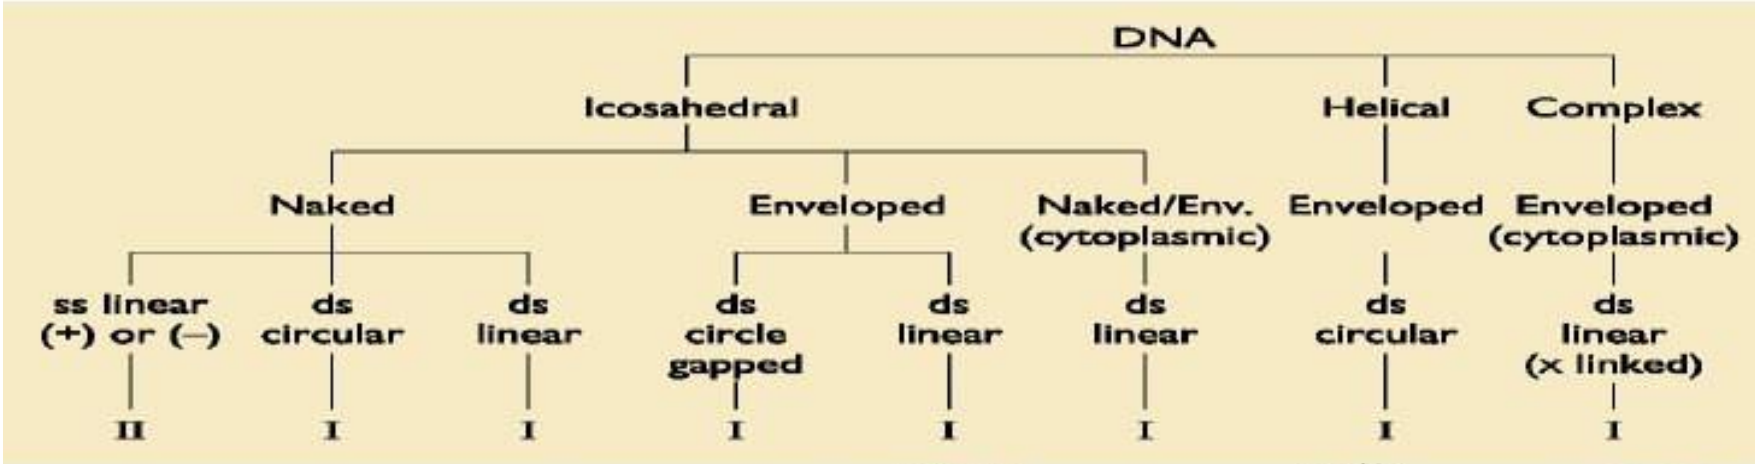 DNA
Icosahedral Helical Complex
Naked Enveloped Naked/Env. Enveloped Enveloped
(cytoplasmic) (cytoplasmic)
ss linear ds ds ds ds ds ds ds
(+) or (–) circular linear circle linear linear circular linear
gapped (x linked)
II I I I I I I I